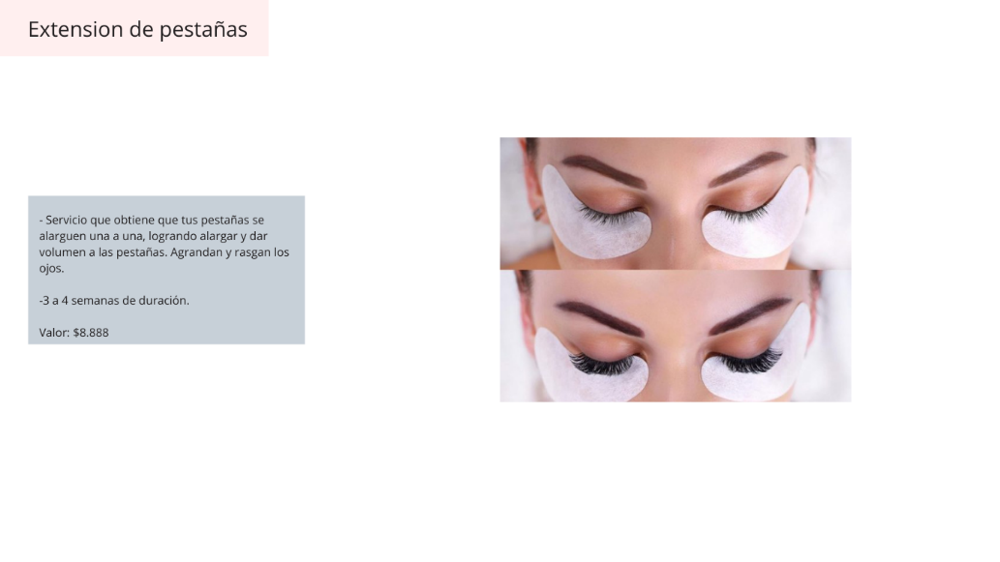 Extension de pestañas
- Servicio que obtiene que tus pestañas se
alarguen una a una, logrando alargar y dar
volumen a las pestañas. Agrandan y rasgan los
ojos.
-3 a 4 semanas de duración.
Valor: $8.888